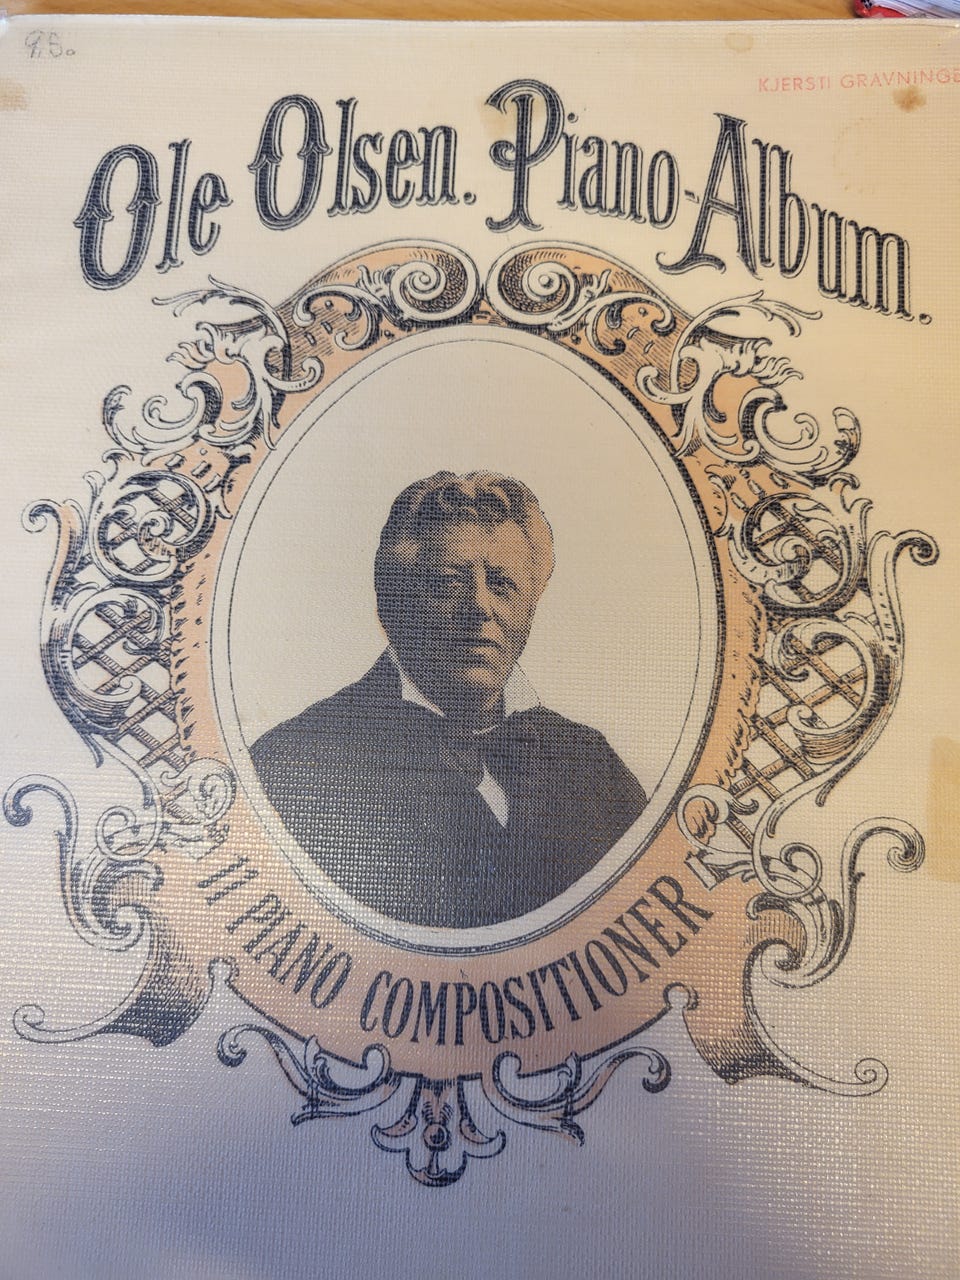 9.5.
KJERSTI GRAVNINGE
Ole Olsen. Piano-Album.
11 PIANO COMPOSITIONER